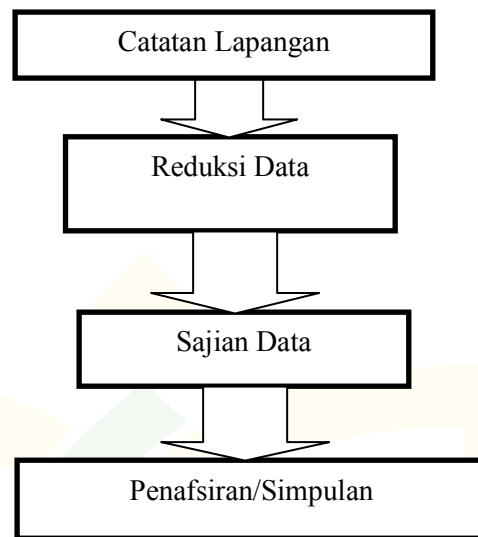 Catatan Lapangan
Reduksi Data
Sajian Data
Penafsiran/Simpulan